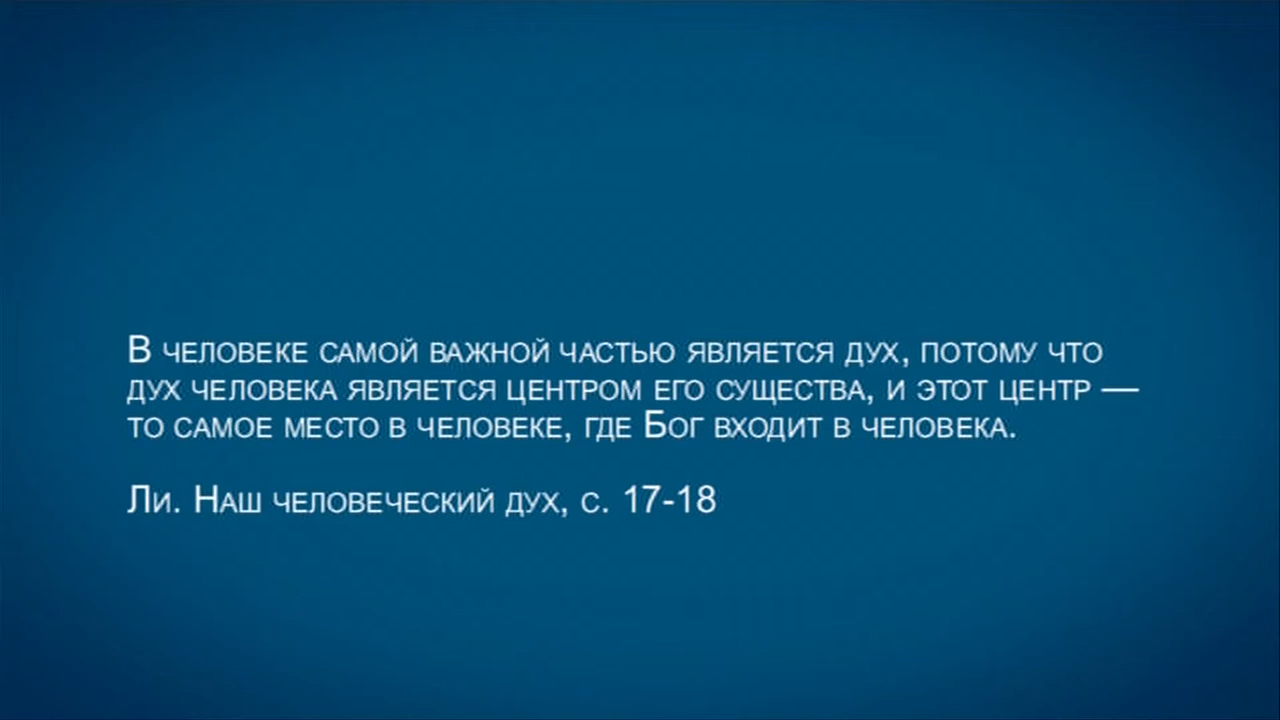 В человеке самой важной частью является дух, потому что
дух человека является центром его существа, и этот центр —
то самое место в человеке, где Бог входит в человека.
Ли. Наш человеческий дух, с. 17-18